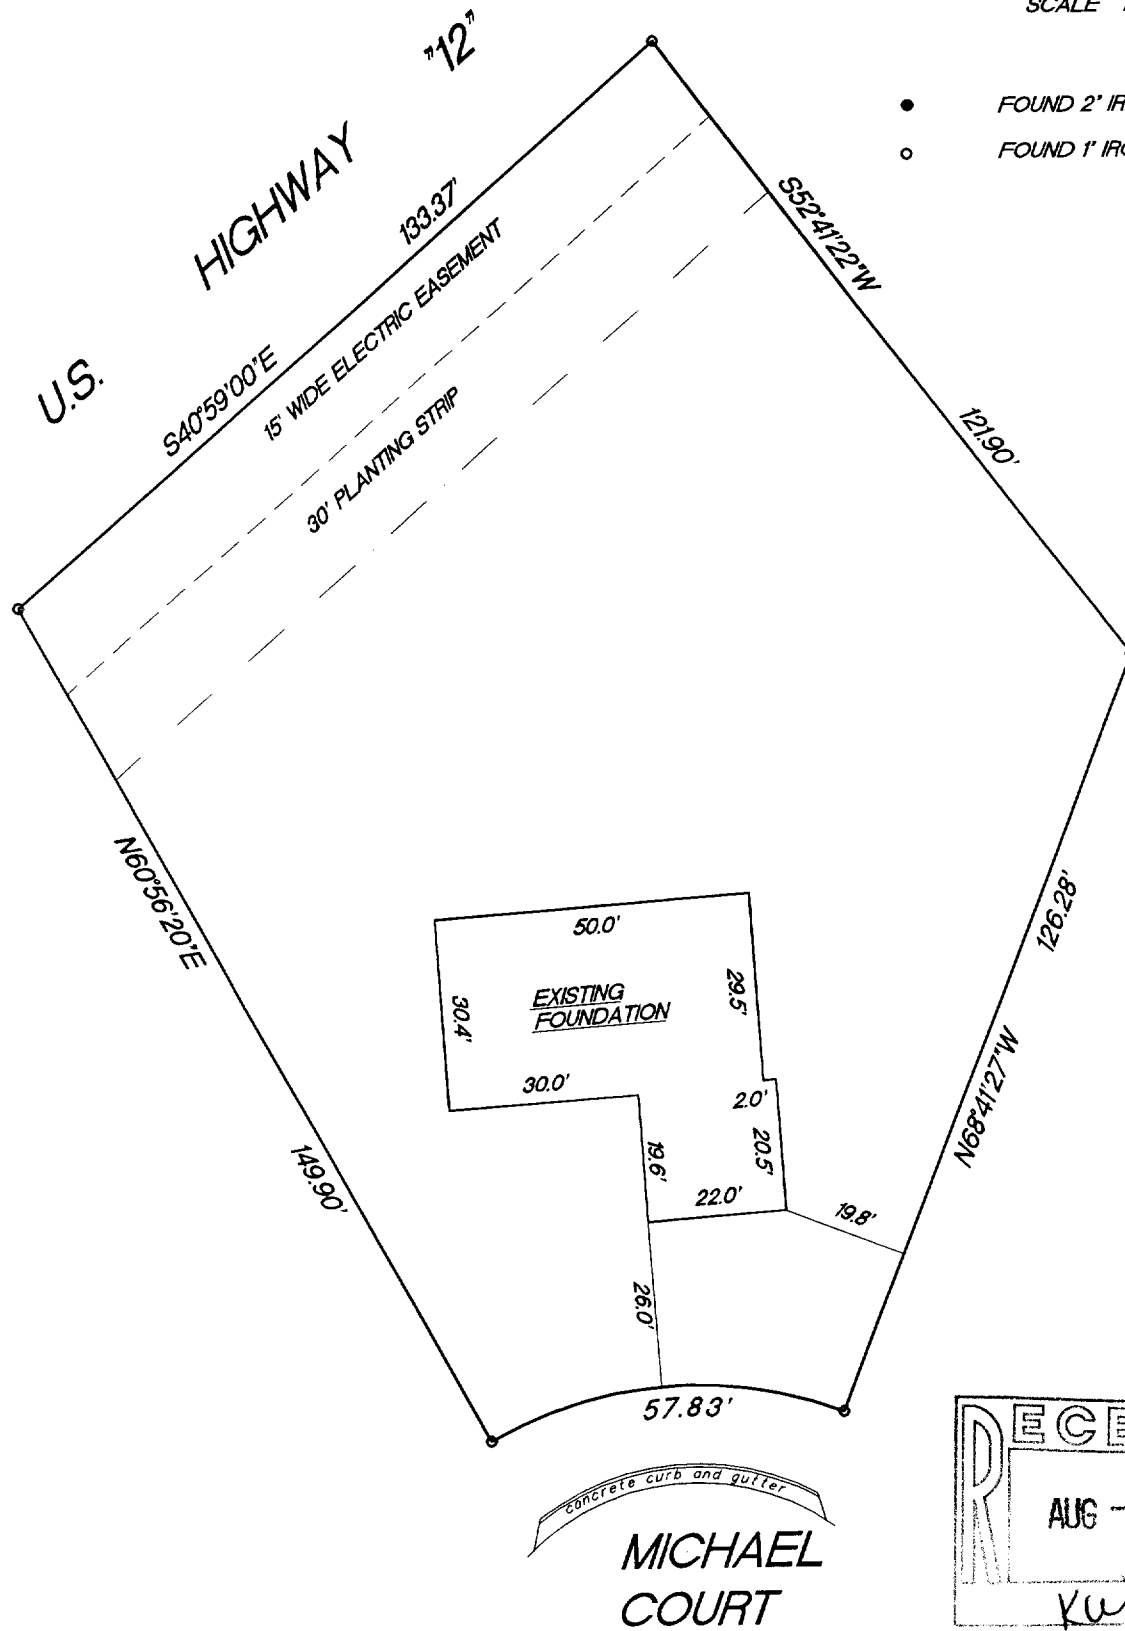 SCALE
"12"
HIGHWAY
U.S.
FOUND 2"
FOUND 1"
133.37'
S40°59'00"E
15' WIDE ELECTRIC EASEMENT
30' PLANTING STRIP
S52°41'22"W
121.90'
N60°56'20"E
149.90'
126.28'
N68°41'27"W
50.0'
30.4'
EXISTING
FOUNDATION
29.5'
30.0'
2.0'
19.6'
20.5'
22.0'
19.8'
26.0'
57.83'
concrete curb and gutter
MICHAEL
COURT
AUG -